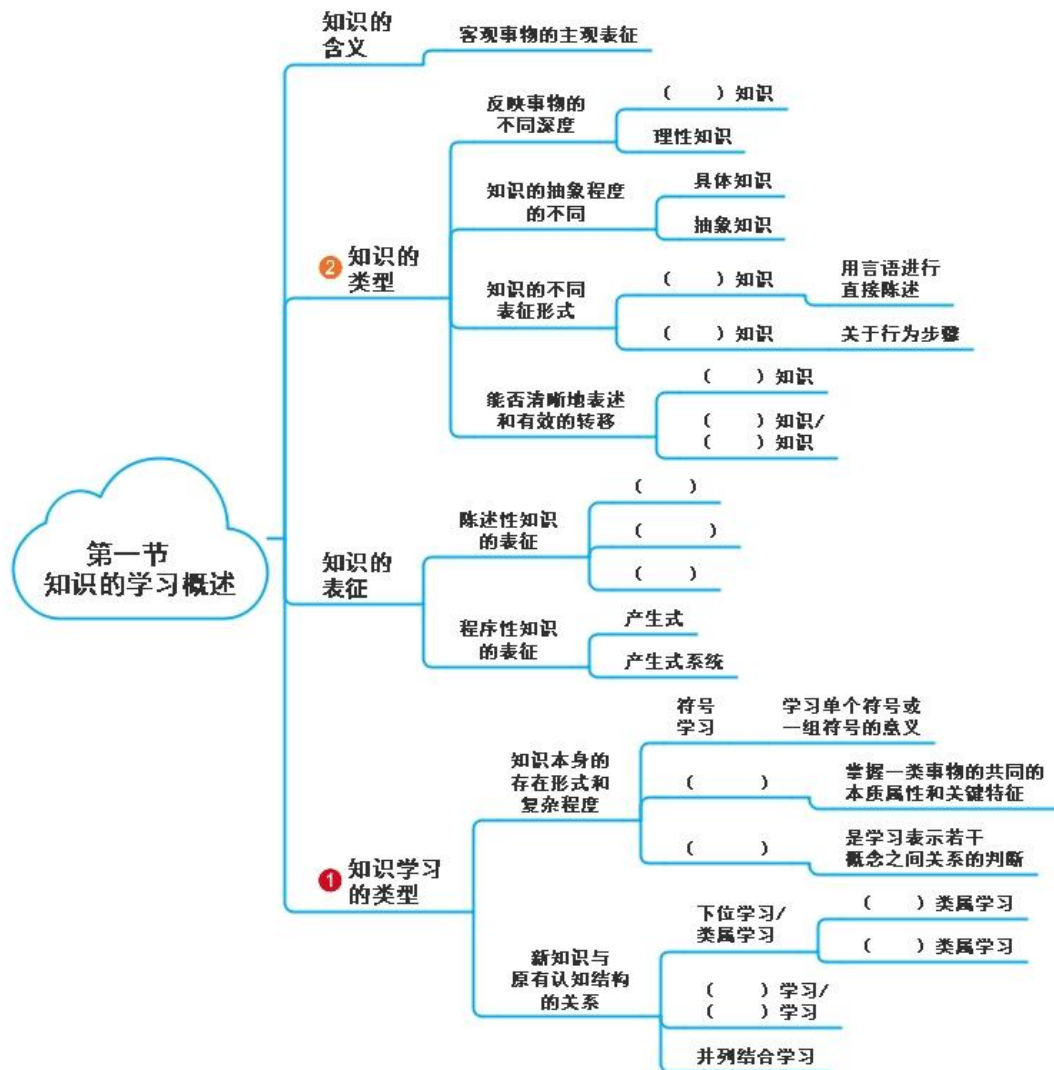 知识的
含义
客观事物的主观表征
2
知识的
类型
反映事物的
不同深度
（ ）知识
理性知识
知识的抽象程度
的不同
具体知识
抽象知识
知识的不同
表征形式
（ ）知识
用言语进行
直接陈述
（ ）知识
关于行为步骤
能否清晰地表述
和有效的转移
（ ）知识
（ ）知识/
（ ）知识
第一节
知识的学习概述
知识的
表征
陈述性知识
的表征
（ ）
（ ）
（ ）
程序性知识
的表征
产生式
产生式系统
1
知识学习
的类型
知识本身的
存在形式和
复杂程度
符号
学习
学习单个符号或
一组符号的意义
（ ）
掌握一类事物的共同的
本质属性和关键特征
（ ）
是学习表示若干
概念之间关系的判断
新知识与
原有认知结构
的关系
下位学习/
类属学习
（ ）类属学习
（ ）类属学习
（ ）学习/
（ ）学习
并列结合学习